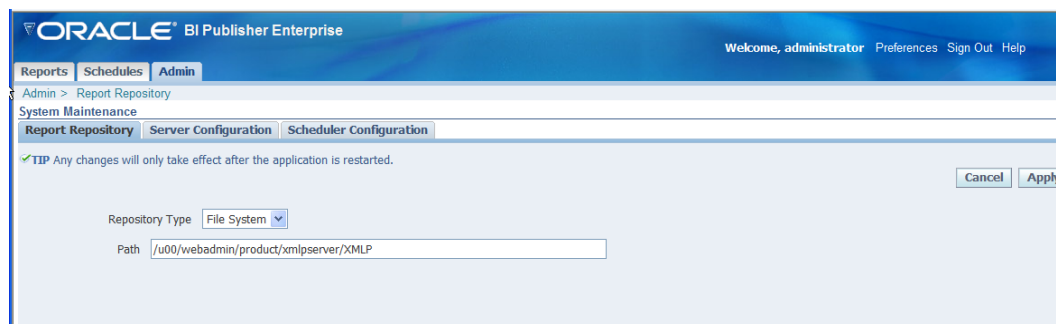 ORACLE® BI Publisher Enterprise
Welcome, administrator Preferences Sign Out Help
Reports Schedules Admin
Admin > Report Repository
System Maintenance
Report Repository Server Configuration Scheduler Configuration
TIP Any changes will only take effect after the application is restarted.
Cancel Apply
Repository Type File System
Path /u00/webadmin/product/xmlpserver/XMLP